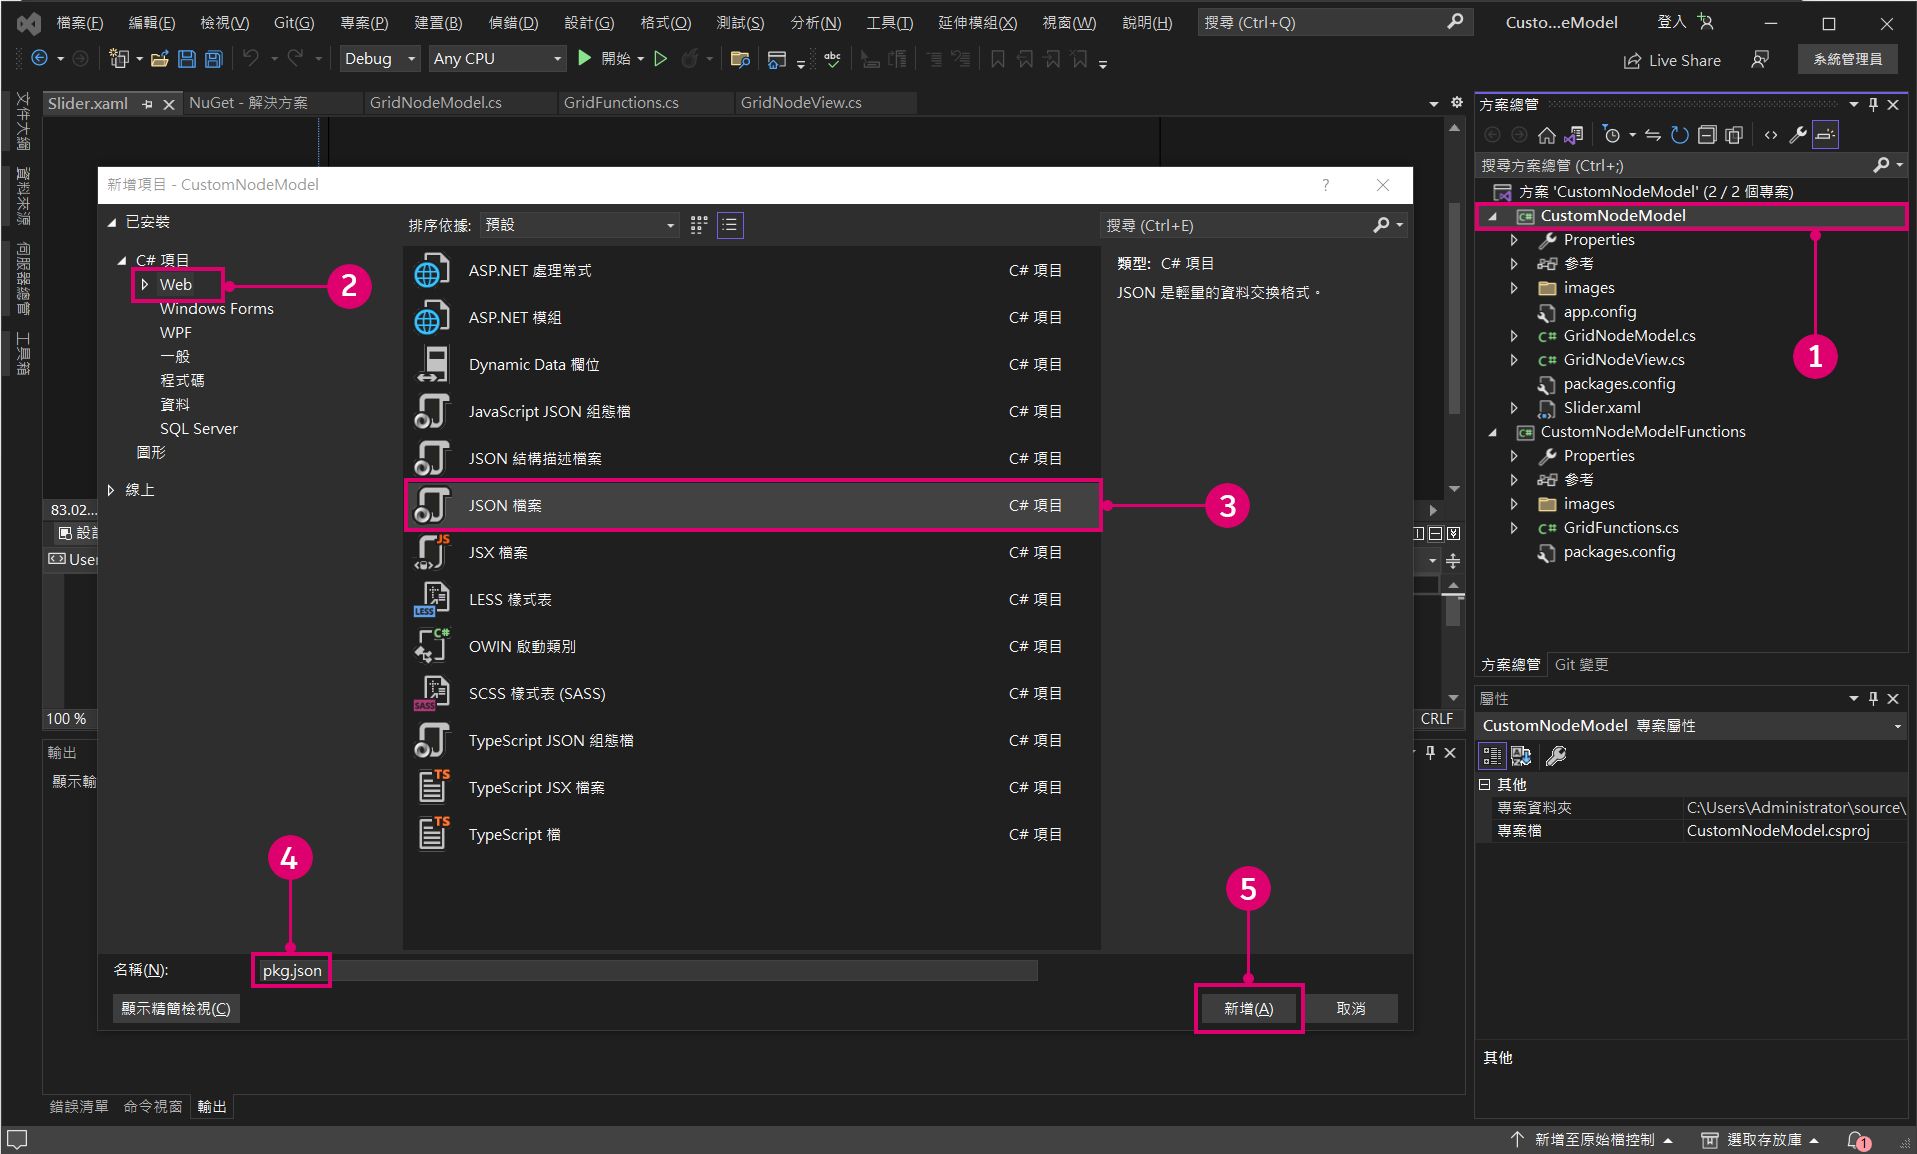 檔案(F) 編輯(E) 檢視(V) Git(G) 專案(P) 建置(B) 偵錯(D) 設計(G) 格式(O) 測試(S) 分析(N) 工具(T) 延伸模組(X) 視窗(W) 說明(H) 搜尋 (Ctrl+Q) Custo...eModel 登入
Debug Any CPU 開始 Live Share 系統管理員
文件大綱
資料來源
伺服器總管
工具箱
Slider.xaml NuGet - 解決方案 GridNodeModel.cs GridFunctions.cs GridNodeView.cs
新增項目 - CustomNodeModel ?
已安裝
C# 項目
Web
Windows Forms
WPF
一般
程式碼
資料
SQL Server
圖形
線上
2
排序依據: 預設
搜尋 (Ctrl+E)
ASP.NET 處理常式 C# 項目
ASP.NET 模組 C# 項目
Dynamic Data 欄位 C# 項目
JavaScript JSON 組態檔 C# 項目
JSON 結構描述檔案 C# 項目
JSON 檔案 C# 項目
JSX 檔案 C# 項目
LESS 樣式表 C# 項目
OWIN 啟動類別 C# 項目
SCSS 樣式表 (SASS) C# 項目
TypeScript JSON 組態檔 C# 項目
TypeScript JSX 檔案 C# 項目
TypeScript 檔 C# 項目
類型: C# 項目
JSON 是輕量的資料交換格式。
3
4
5
名稱(N): pkg.json
顯示精簡檢視(C) 新增(A) 取消
83.02...
設計
User
100 %
CRLF
輸出
顯示輸
錯誤清單 命令視窗 輸出
方案總管
搜尋方案總管 (Ctrl+;)
方案 'CustomNodeModel' (2 / 2 個專案)
C# CustomNodeModel
Properties
參考
images
app.config
C# GridNodeModel.cs
C# GridNodeView.cs
packages.config
Slider.xaml
C# CustomNodeModelFunctions
Properties
參考
images
C# GridFunctions.cs
packages.config
1
方案總管 Git 變更
屬性
CustomNodeModel 專案屬性
其他
專案資料夾 C:\Users\Administrator\source\
專案檔 CustomNodeModel.csproj
其他
新增至原始檔控制 選取存放庫 1